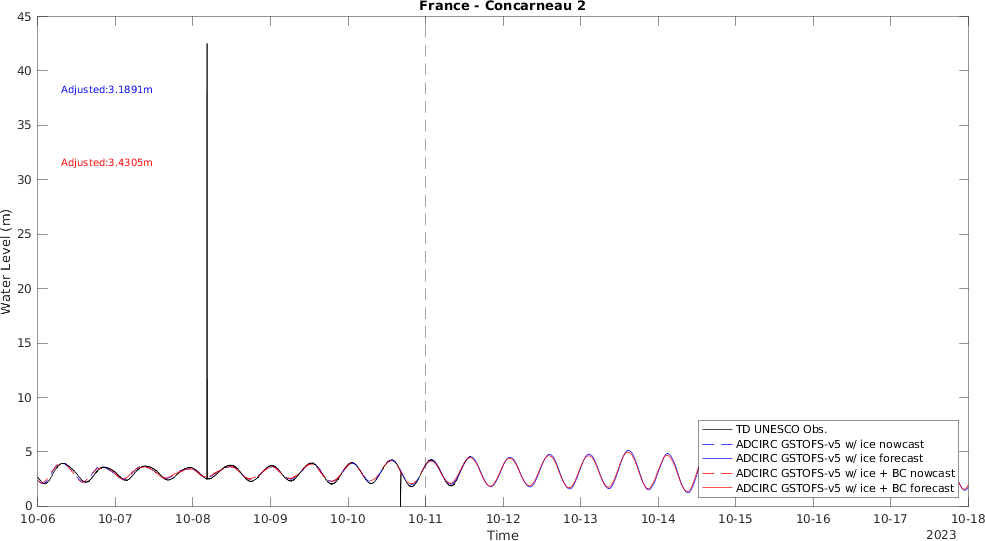 France - Concarneau 2
45
40
35
30
25
20
15
10
5
0
Water Level (m)
Adjusted:3.1891m
Adjusted:3.4305m
TD UNESCO Obs.
ADCIRC GSTOFS-v5 w/ ice nowcast
ADCIRC GSTOFS-v5 w/ ice forecast
ADCIRC GSTOFS-v5 w/ ice + BC nowcast
ADCIRC GSTOFS-v5 w/ ice + BC forecast
10-06 10-07 10-08 10-09 10-10 10-11 10-12 10-13 10-14 10-15 10-16 10-17 10-18
Time
2023